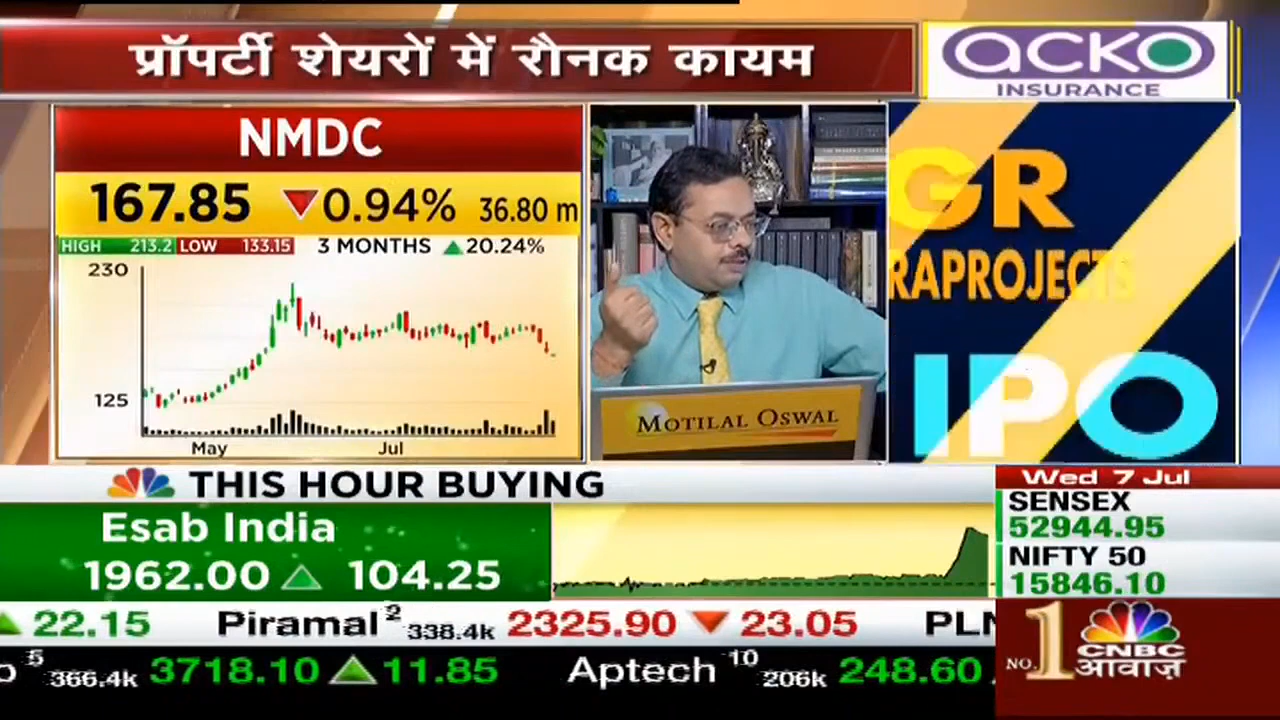 प्रॉपर्टी शेयरों में रौनक कायम
acko
INSURANCE
NMDC
167.85 ▼0.94% 36.80 m
HIGH 213.2 LOW 133.15 3 MONTHS ▲20.24%
230
125
May Jul
MOTILAL OSWAL
GR
RAPROJECTS
IPO
THIS HOUR BUYING
Esab India
1962.00 ▲ 104.25
Wed 7 Jul
SENSEX
52944.95
NIFTY 50
15846.10
▲ 22.15 Piramal 2 338.4k 2325.90 ▼ 23.05
5 366.4k 3718.10 ▲ 11.85 Aptech 10 206k 248.60
NO. 1 CNBC
आवाज़